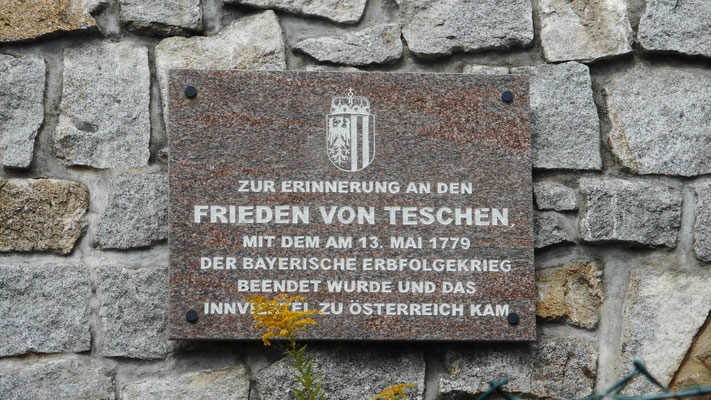 ZUR ERINNERUNG AN DEN
FRIEDEN VON TESCHEN,
MIT DEM AM 13. MAI 1779
DER BAYERISCHE ERBFOLGEKRIEG
BEENDET WURDE UND DAS
INNVIERTEL ZU ÖSTERREICH KAM